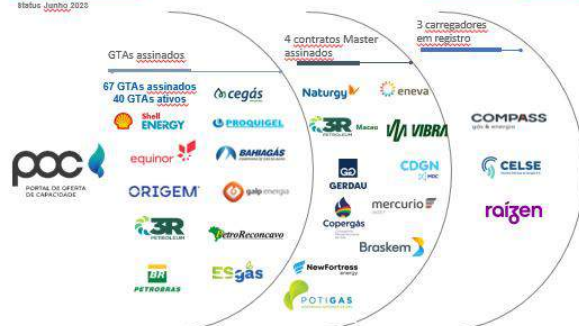 Status Junho 2023
GTAs assinados
67 GTAs assinados
40 GTAs ativos
4 contratos Master
assinados
3 carregadores
em registro
poc
PORTAL DE OFERTA
DE CAPACIDADE
Shell
ENERGY
equinor
ORIGEM
3R
PETROLEUM
BR
PETROBRAS
cegás
PROQUIGEL
BAHIAGÁS
galp energia
PetroReconcavo
ESgás
Naturgy
3R
PETROLEUM
Macau
GERDAU
Copergás
NewFortress
energy
POTIGÁS
eneva
VIBRA
CDGN
mercurio
Braskem
COMPASS
gás & energia
CELSE
raízen